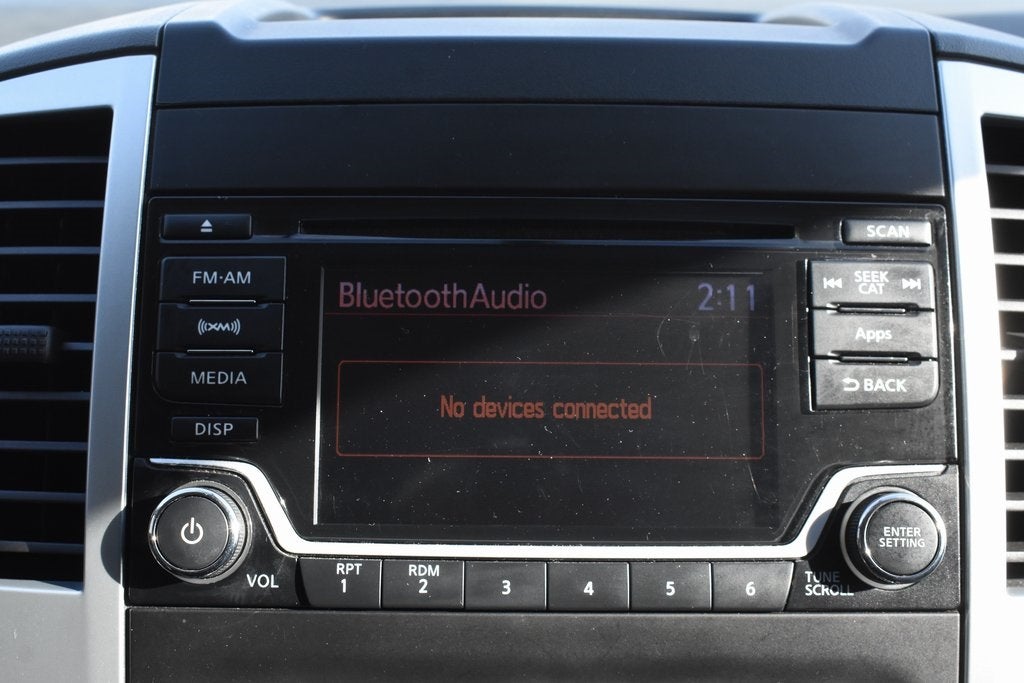 SCAN
FM·AM
SEEK
CAT
((XM))
Apps
MEDIA
BACK
DISP
BluetoothAudio 2:11
No devices connected
VOL
RPT
1
RDM
2
3
4
5
6
TUNE
SCROLL
ENTER
SETTING